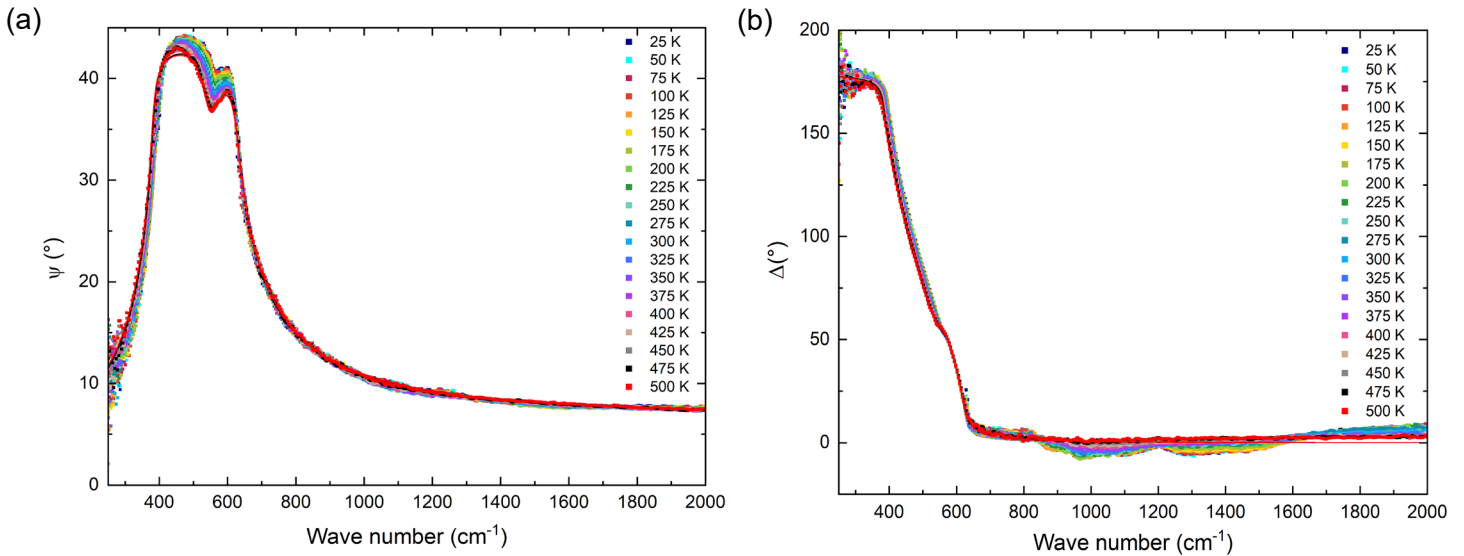 (a)
ψ (°)
40
30
20
10
0
400 600 800 1000 1200 1400 1600 1800 2000
Wave number (cm⁻¹)
25 K
50 K
75 K
100 K
125 K
150 K
175 K
200 K
225 K
250 K
275 K
300 K
325 K
350 K
375 K
400 K
425 K
450 K
475 K
500 K
(b)
Δ(°)
200
150
100
50
0
400 600 800 1000 1200 1400 1600 1800 2000
Wave number (cm⁻¹)
25 K
50 K
75 K
100 K
125 K
150 K
175 K
200 K
225 K
250 K
275 K
300 K
325 K
350 K
375 K
400 K
425 K
450 K
475 K
500 K